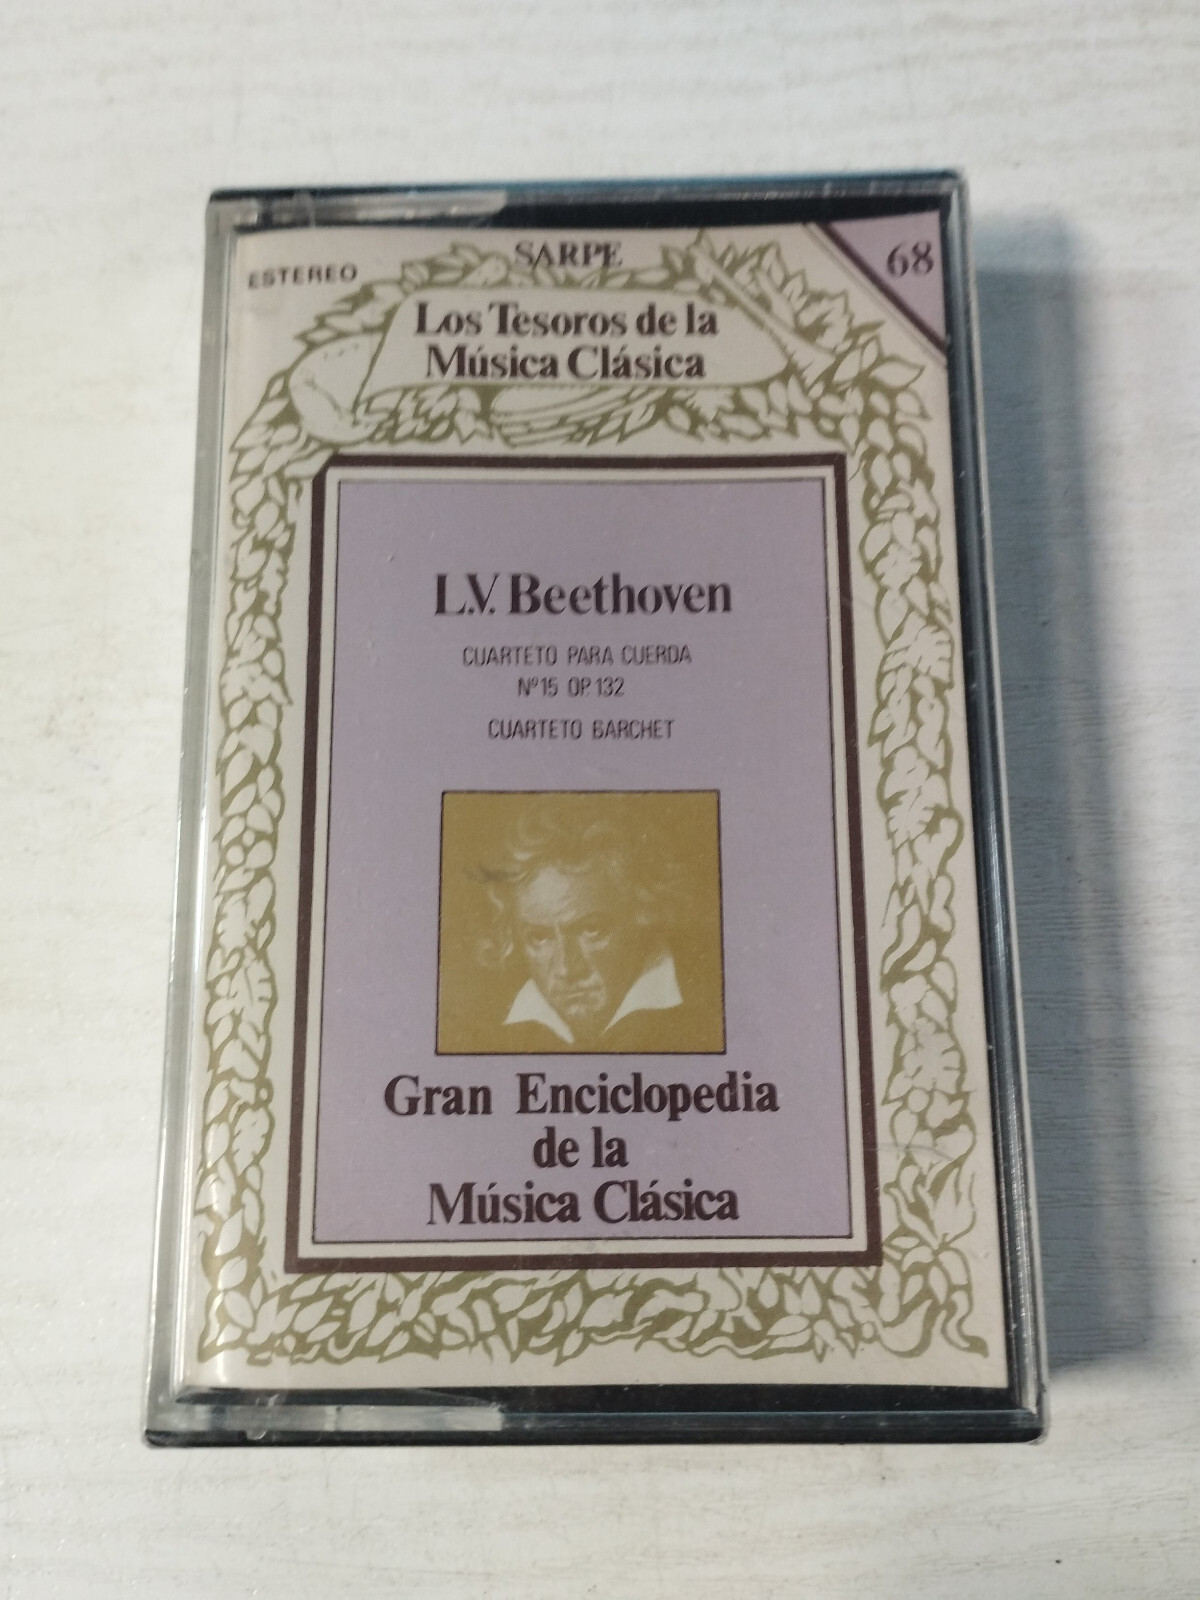 SARPE
ESTEREO
68
Los Tesoros de la
Música Clásica
L.V. Beethoven
CUARTETO PARA CUERDA
Nº15 OP. 132
CUARTETO BARCHET
Gran Enciclopedia
de la
Música Clásica